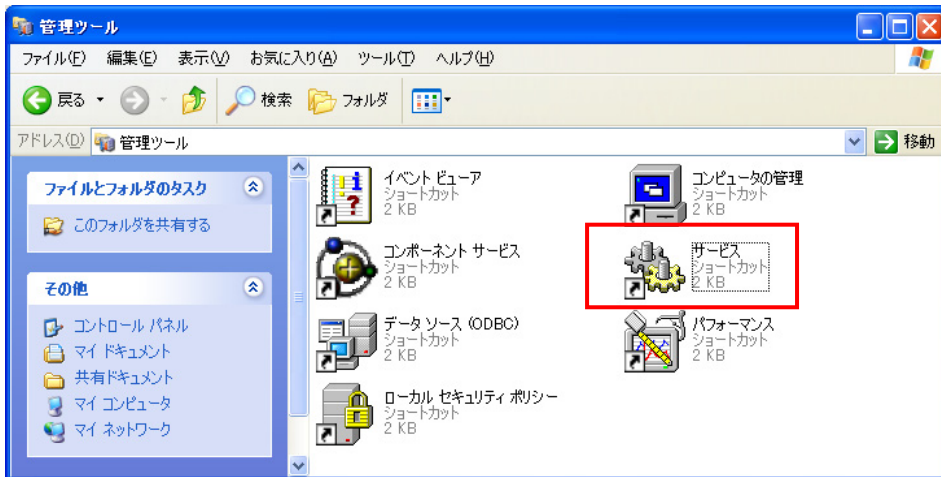 管理ツール
ファイル(F) 編集(E) 表示(V) お気に入り(A) ツール(T) ヘルプ(H)
戻る 検索 フォルダ
アドレス(D) 管理ツール 移動
ファイルとフォルダのタスク
このフォルダを共有する
その他
コントロール パネル
マイ ドキュメント
共有ドキュメント
マイ コンピュータ
マイ ネットワーク
イベント ビューア
ショートカット
2 KB
コンピュータの管理
ショートカット
2 KB
コンポーネント サービス
ショートカット
2 KB
サービス
ショートカット
2 KB
データ ソース (ODBC)
ショートカット
2 KB
パフォーマンス
ショートカット
2 KB
ローカル セキュリティ ポリシー
ショートカット
2 KB